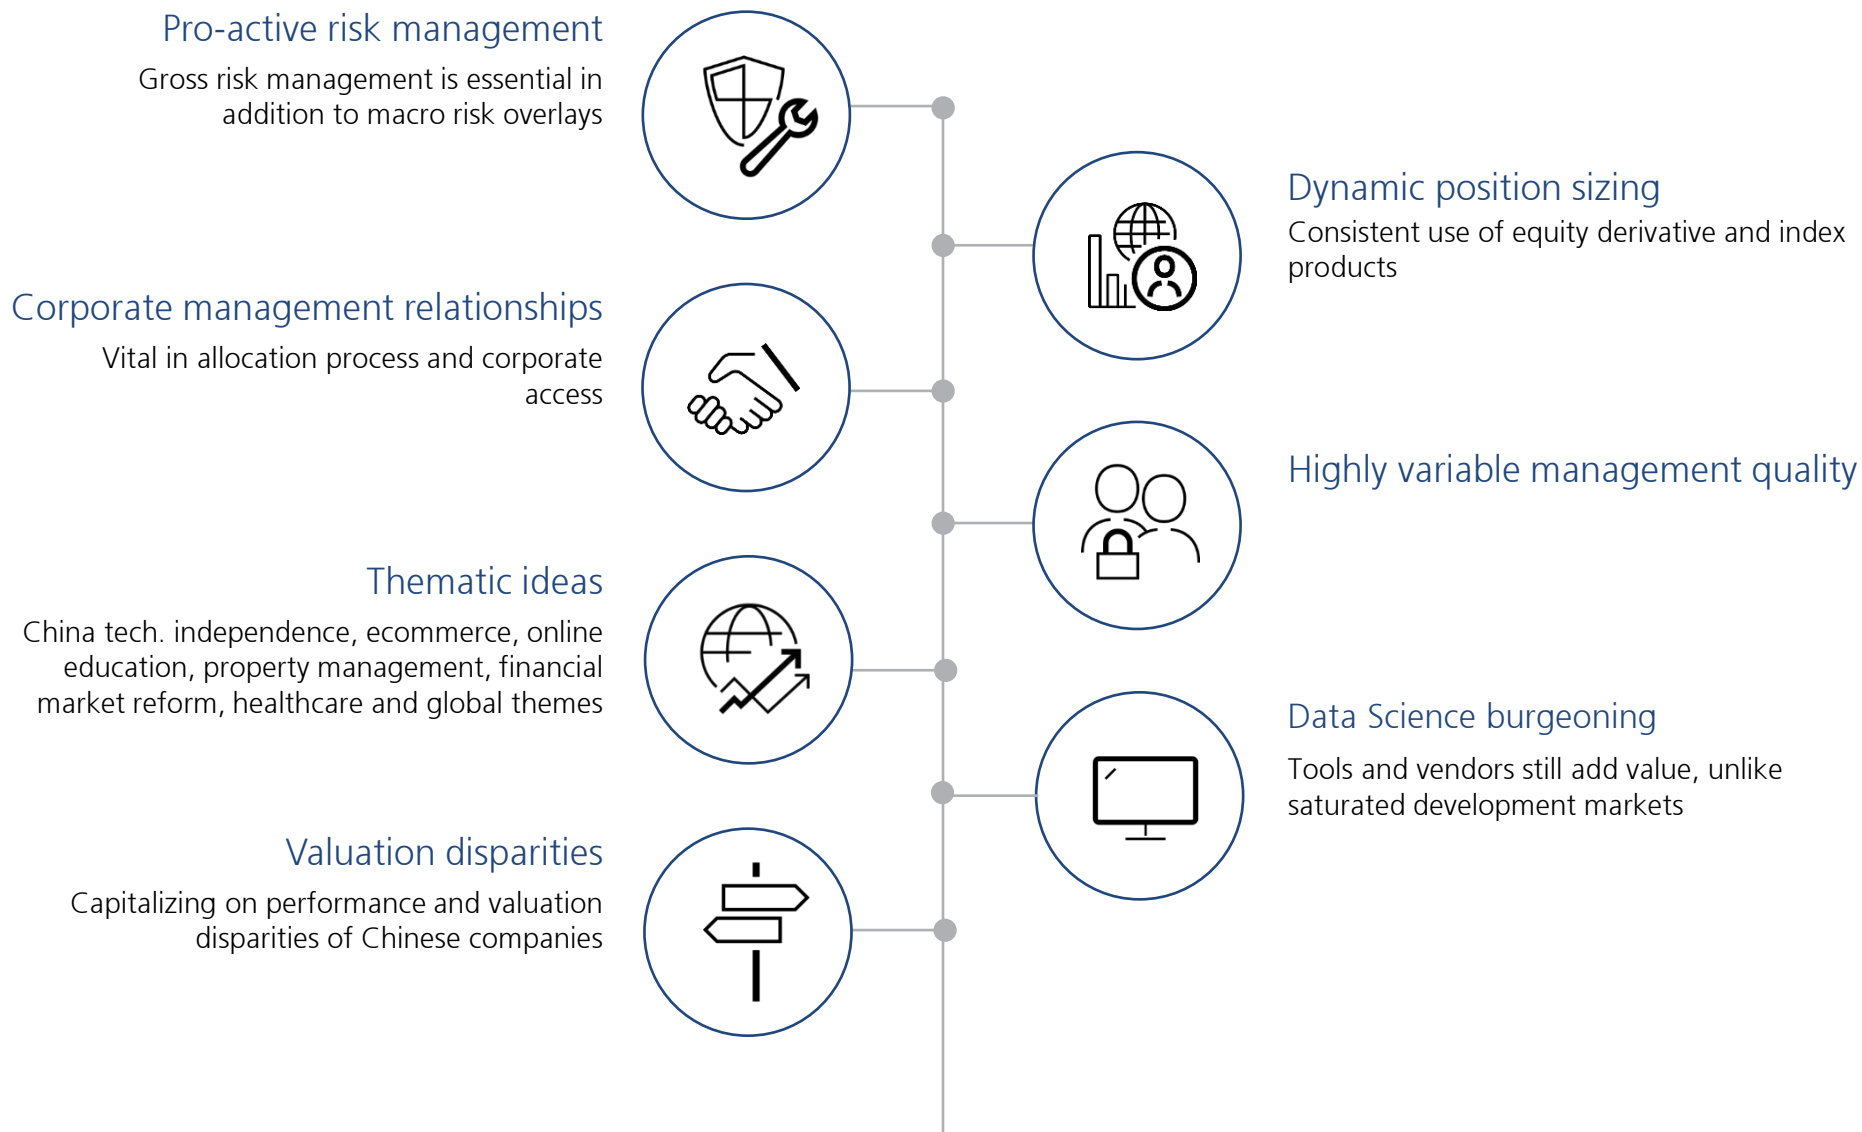 Pro-active risk management
Gross risk management is essential in
addition to macro risk overlays
Dynamic position sizing
Consistent use of equity derivative and index
products
Corporate management relationships
Vital in allocation process and corporate
access
Highly variable management quality
Thematic ideas
China tech. independence, ecommerce, online
education, property management, financial
market reform, healthcare and global themes
Data Science burgeoning
Tools and vendors still add value, unlike
saturated development markets
Valuation disparities
Capitalizing on performance and valuation
disparities of Chinese companies